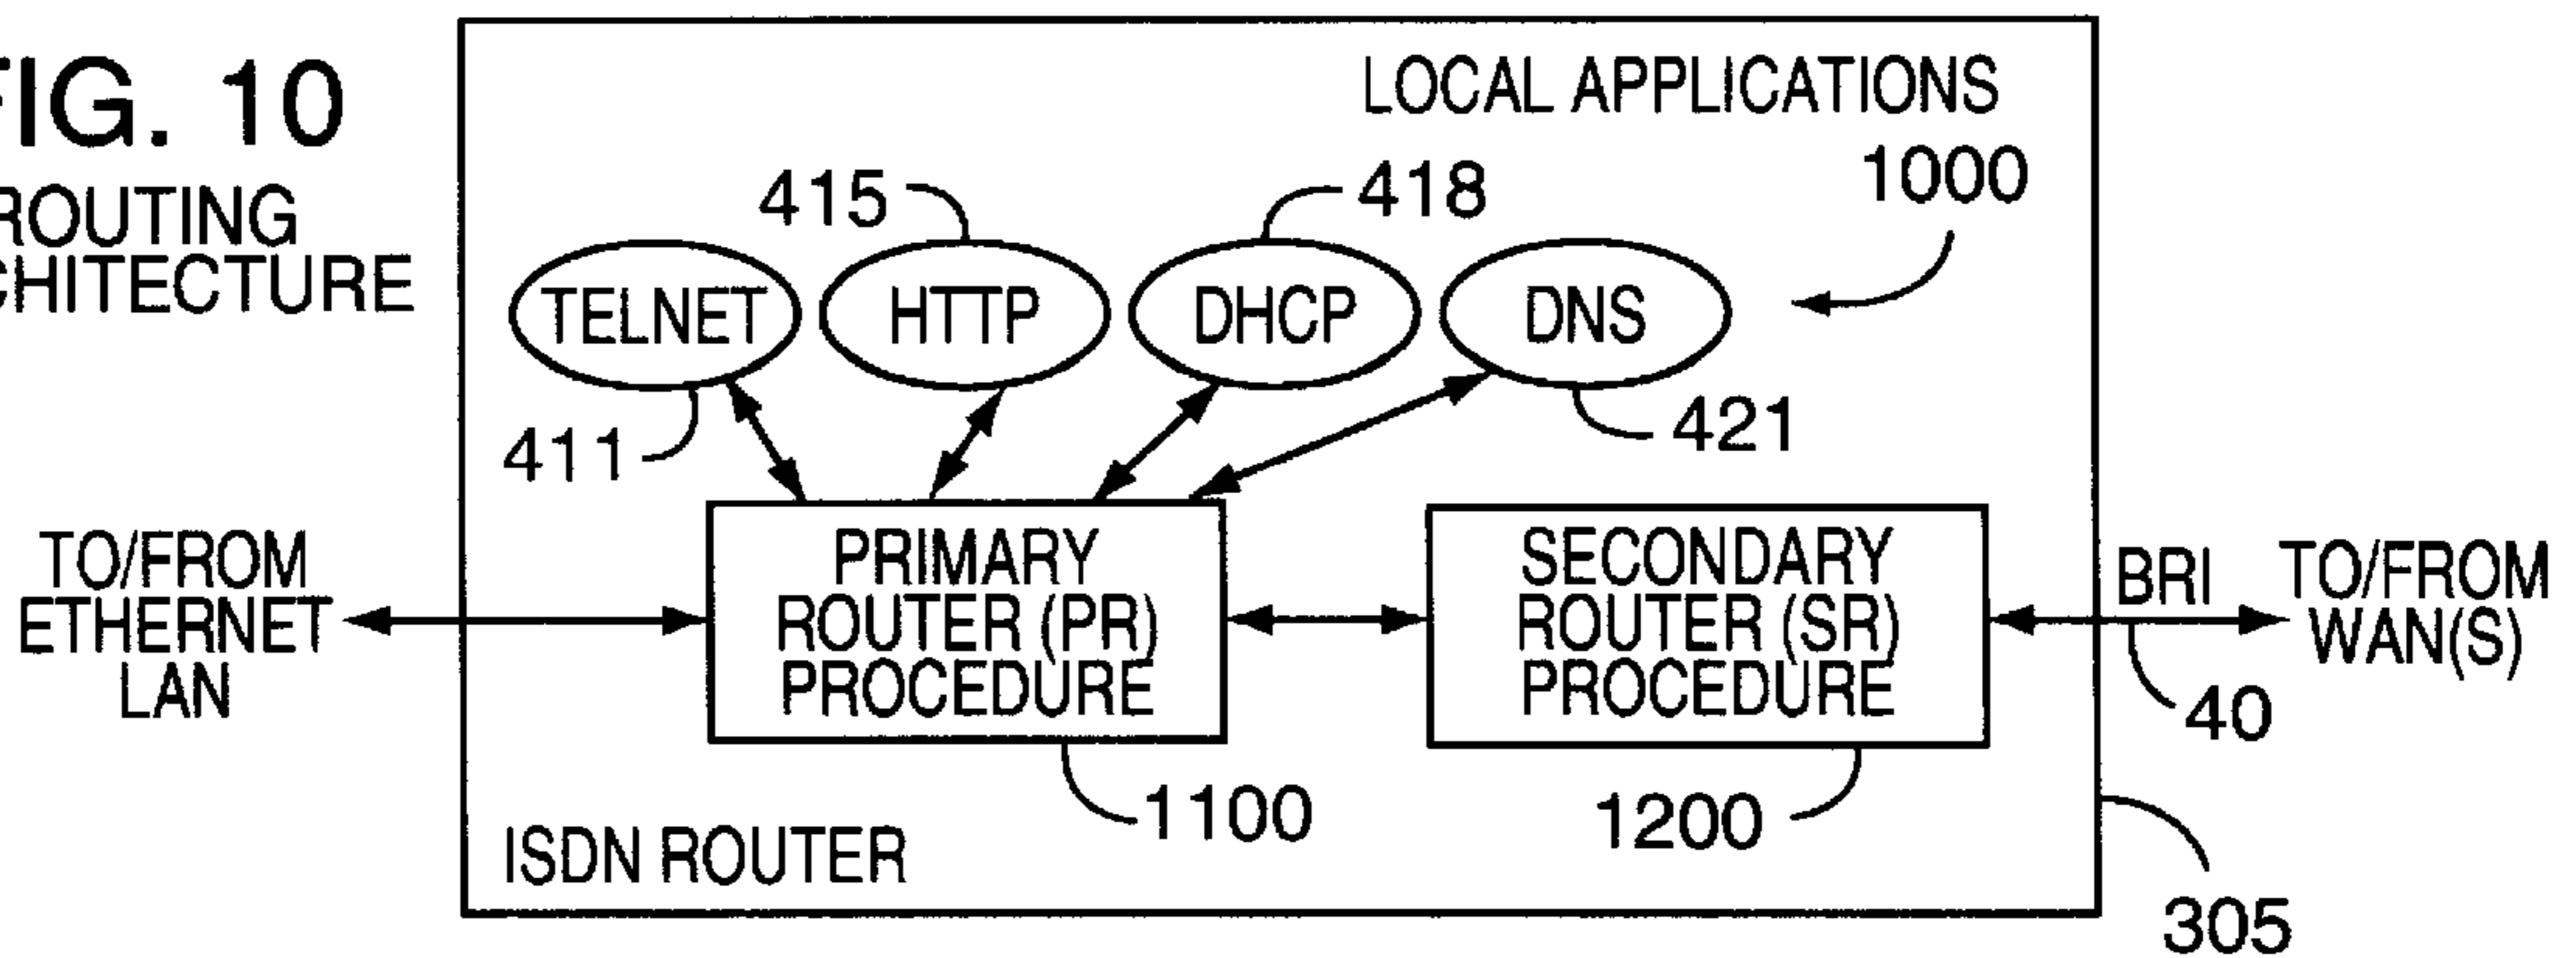 FIG. 10
ROUTING
CHITECTURE
LOCAL APPLICATIONS
1000
415
418
TELNET
HTTP
DHCP
DNS
411
421
TO/FROM
ETHERNET
LAN
PRIMARY
ROUTER (PR)
PROCEDURE
SECONDARY
ROUTER (SR)
PROCEDURE
BRI
TO/FROM
WAN(S)
40
1100
1200
ISDN ROUTER
305